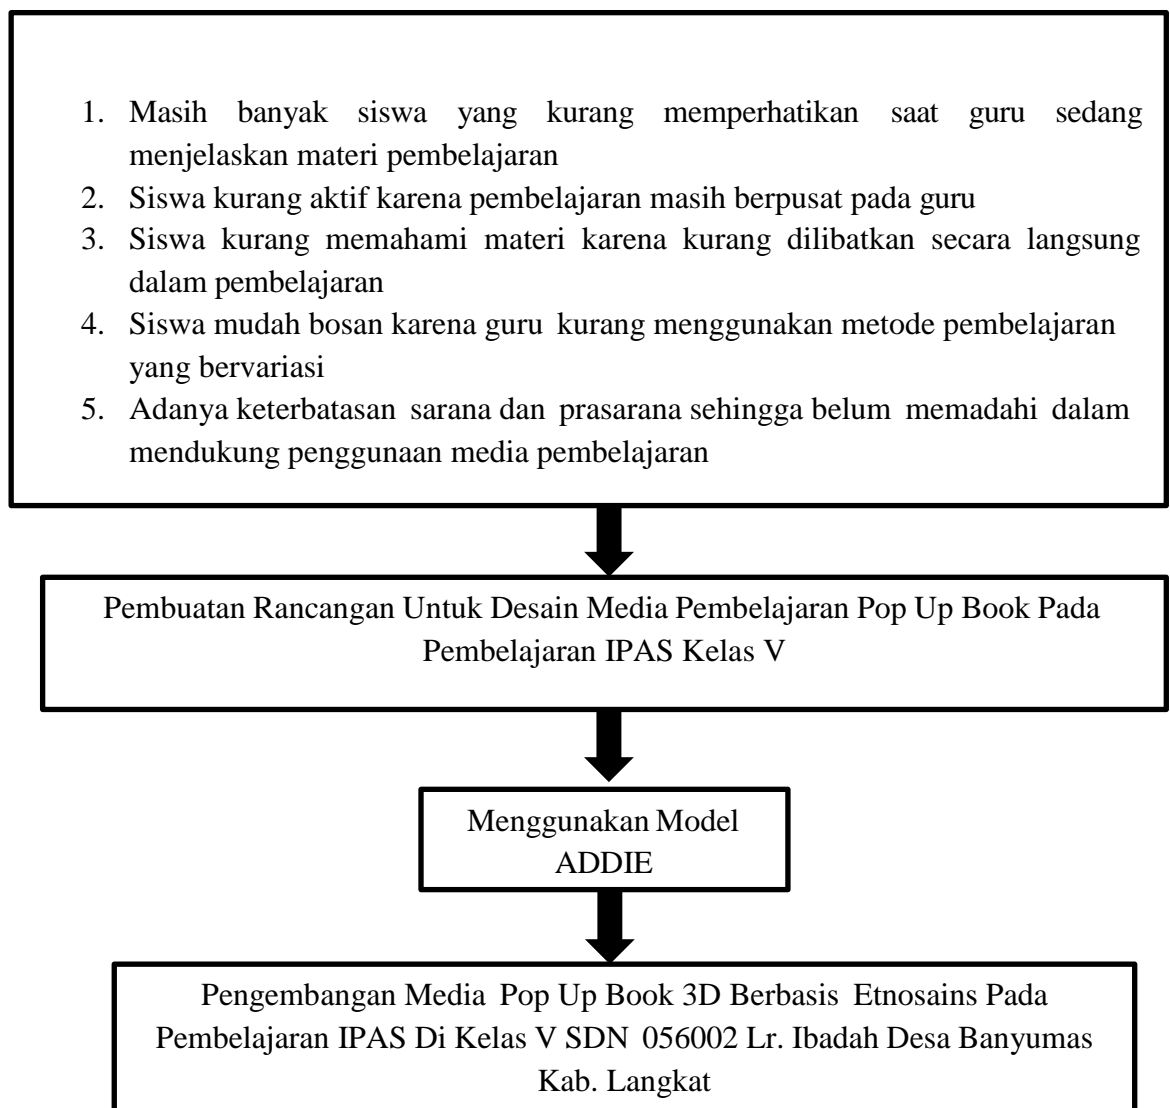 1. Masih banyak siswa yang kurang memperhatikan saat guru sedang
menjelaskan materi pembelajaran
2. Siswa kurang aktif karena pembelajaran masih berpusat pada guru
3. Siswa kurang memahami materi karena kurang dilibatkan secara langsung
dalam pembelajaran
4. Siswa mudah bosan karena guru kurang menggunakan metode pembelajaran
yang bervariasi
5. Adanya keterbatasan sarana dan prasarana sehingga belum memadahi dalam
mendukung penggunaan media pembelajaran
Pembuatan Rancangan Untuk Desain Media Pembelajaran Pop Up Book Pada
Pembelajaran IPAS Kelas V
Menggunakan Model
ADDIE
Pengembangan Media Pop Up Book 3D Berbasis Etnosains Pada
Pembelajaran IPAS Di Kelas V SDN 056002 Lr. Ibadah Desa Banyumas
Kab. Langkat